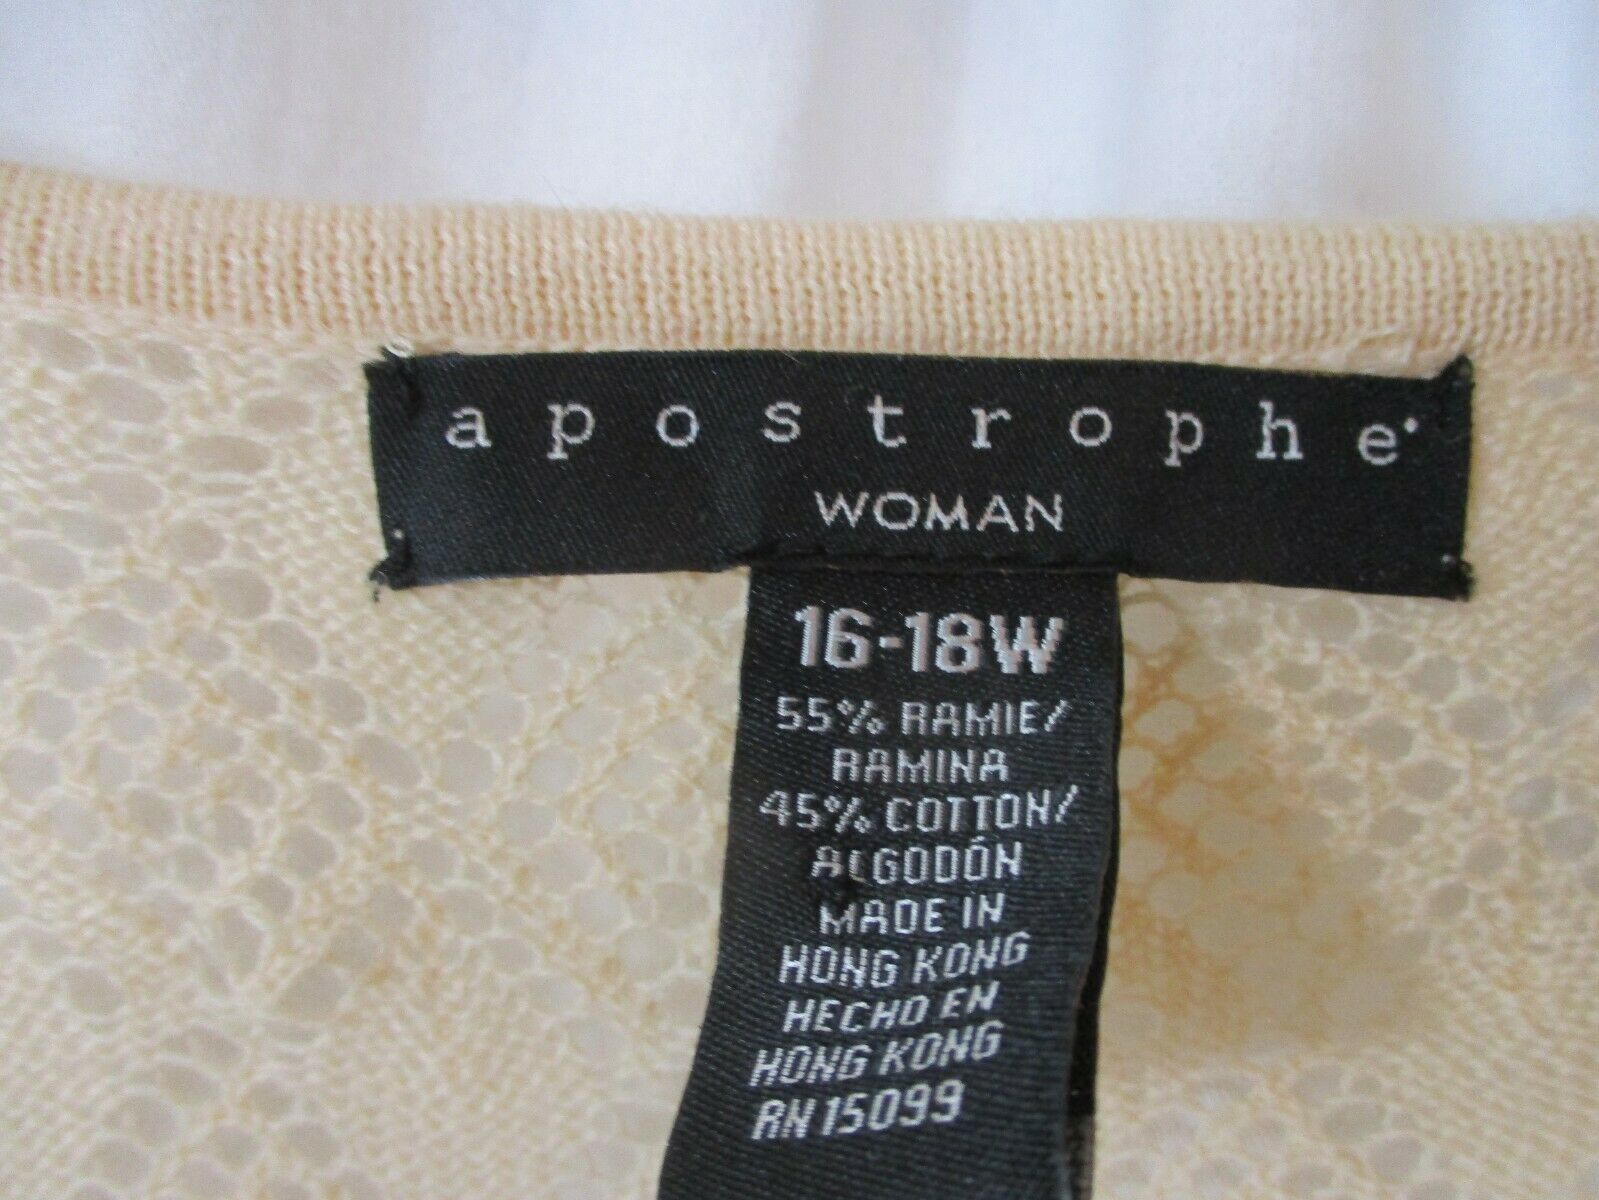 apostrophe
WOMAN
16-18W
55% RAMIE/
RAMINA
45% COTTON/
ALGODÓN
MADE IN
HONG KONG
HECHO EN
HONG KONG
RN 15099